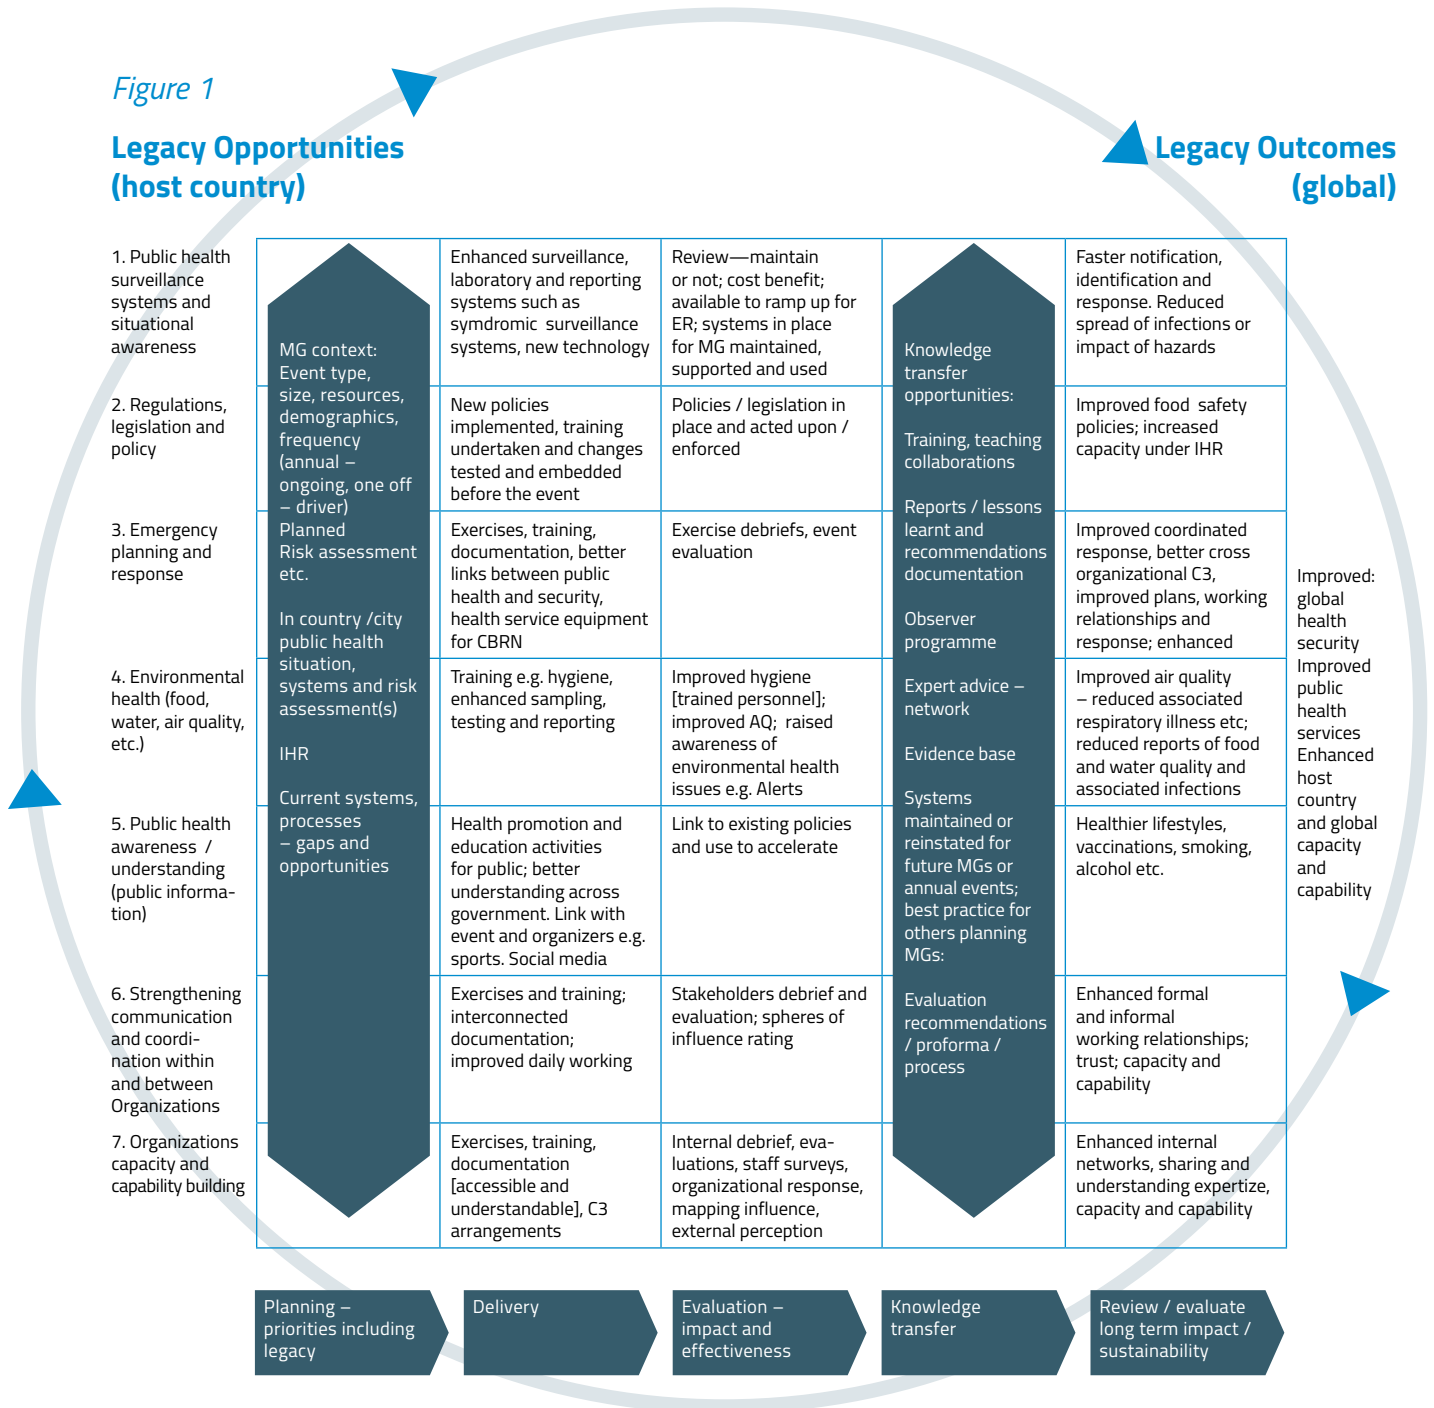 Figure 1
Legacy Opportunities
(host country)
Legacy Outcomes
(global)
1. Public health
surveillance
systems and
situational
awareness
2. Regulations,
legislation and
policy
3. Emergency
planning and
response
4. Environmental
health (food,
water, air quality,
etc.)
5. Public health
awareness  /
understanding
(public informa-
tion)
6. Strengthening
communication
and coordi-
nation within
and between
Organizations
7. Organizations
capacity and
capability building
MG context:
Event type,
size, resources,
demographics,
frequency
(annual –
ongoing, one off
– driver)
Planned
Risk assessment
etc.
In country /city
public health
situation,
systems and risk
assessment(s)
IHR
Current systems,
processes
– gaps and
opportunities
Enhanced surveillance,
laboratory and reporting
systems such as
symdromic  surveillance
systems, new technology
New policies
implemented, training
undertaken and changes
tested and embedded
before the event
Exercises, training,
documentation, better
links between public
health and security,
health service equipment
for CBRN
Training e.g. hygiene,
enhanced sampling,
testing and reporting
Health promotion and
education activities
for public; better
understanding across
government. Link with
event and organizers e.g.
sports. Social media
Exercises and training;
interconnected
documentation;
improved daily working
Exercises, training,
documentation
[accessible and
understandable], C3
arrangements
Review—maintain
or not; cost benefit;
available to ramp up for
ER; systems in place
for MG maintained,
supported and used
Policies / legislation in
place and acted upon /
enforced
Exercise debriefs, event
evaluation
Improved hygiene
[trained personnel];
improved AQ;  raised
awareness of
environmental health
issues e.g. Alerts
Link to existing policies
and use to accelerate
Stakeholders debrief and
evaluation; spheres of
influence rating
Internal debrief, eva-
luations, staff surveys,
organizational response,
mapping influence,
external perception
Knowledge
transfer
opportunities:
Training, teaching
collaborations
Reports / lessons
learnt and
recommendations
documentation
Observer
programme
Expert advice –
network
Evidence base
Systems
maintained or
reinstated for
future MGs or
annual events;
best practice for
others planning
MGs:
Evaluation
recommendations
/ proforma /
process
Faster notification,
identification and
response. Reduced
spread of infections or
impact of hazards
Improved food  safety
policies; increased
capacity under IHR
Improved coordinated
response, better cross
organizational C3,
improved plans, working
relationships and
response; enhanced
Improved air quality
– reduced associated
respiratory illness etc;
reduced reports of food
and water quality and
associated infections
Healthier lifestyles,
vaccinations, smoking,
alcohol etc.
Enhanced formal
and informal
working relationships;
trust; capacity and
capability
Enhanced internal
networks, sharing and
understanding expertize,
capacity and capability
Improved:
global
health
security
Improved
public
health
services
Enhanced
host
country
and global
capacity
and
capability
Planning –
priorities including
legacy
Delivery
Evaluation –
impact and
effectiveness
Knowledge
transfer
Review / evaluate
long term impact /
sustainability